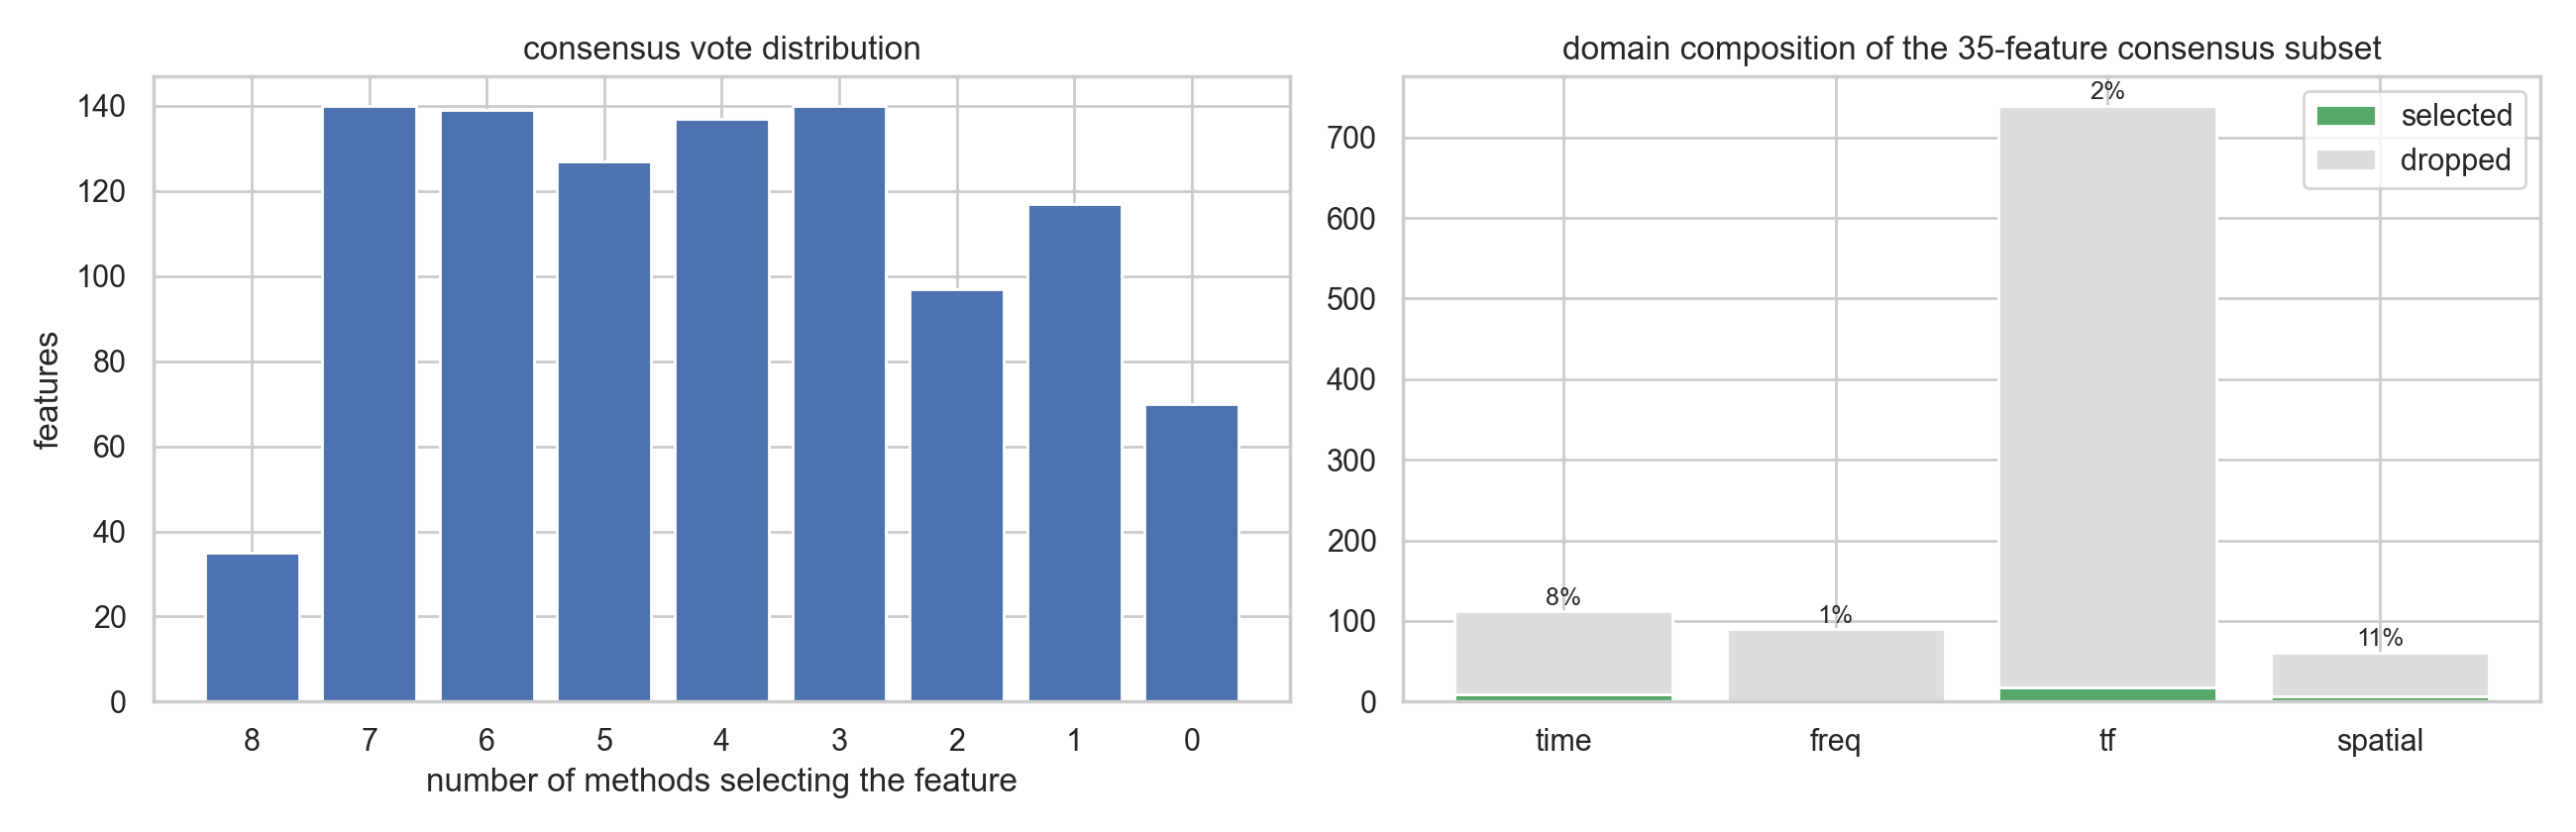 consensus vote distribution
140
120
100
80
60
40
20
0
features
8 7 6 5 4 3 2 1 0
number of methods selecting the feature
domain composition of the 35-feature consensus subset
700
600
500
400
300
200
100
0
8%
1%
2%
11%
selected
dropped
time freq tf spatial